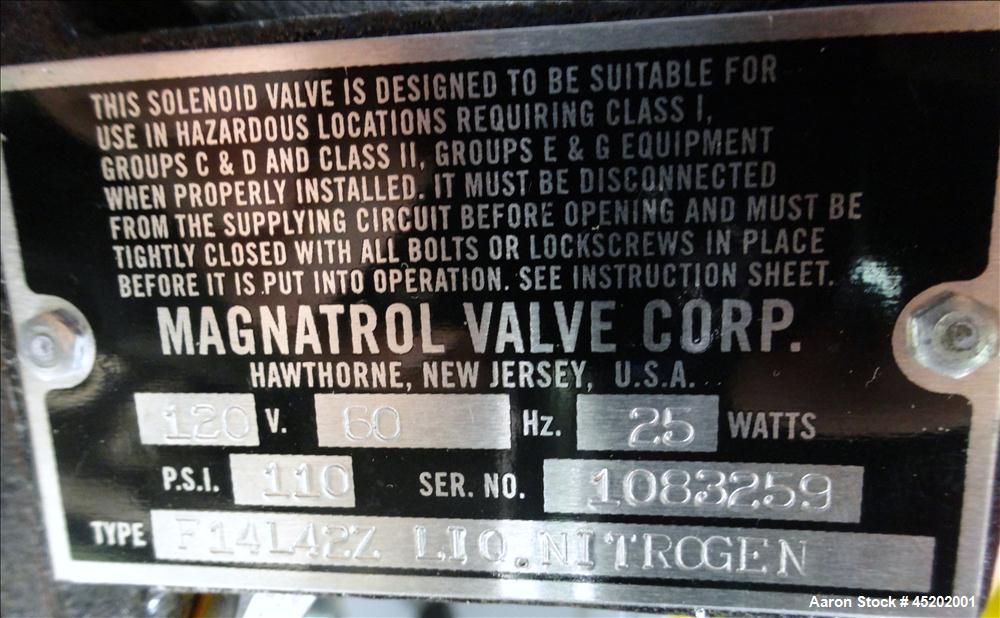 THIS SOLENOID VALVE IS DESIGNED TO BE SUITABLE FOR
USE IN HAZARDOUS LOCATIONS REQUIRING CLASS I,
GROUPS C & D AND CLASS II, GROUPS E & G EQUIPMENT
WHEN PROPERLY INSTALLED. IT MUST BE DISCONNECTED
FROM THE SUPPLYING CIRCUIT BEFORE OPENING AND MUST BE
TIGHTLY CLOSED WITH ALL BOLTS OR LOCKSCREWS IN PLACE
BEFORE IT IS PUT INTO OPERATION. SEE INSTRUCTION SHEET.
MAGNATROL VALVE CORP.
HAWTHORNE, NEW JERSEY, U.S.A.
120 V. 60 Hz. 25 WATTS
P.S.I. 110 SER. NO. 1083259
TYPE F14L42Z LIQ.NITROGEN
Aaron Stock # 45202001